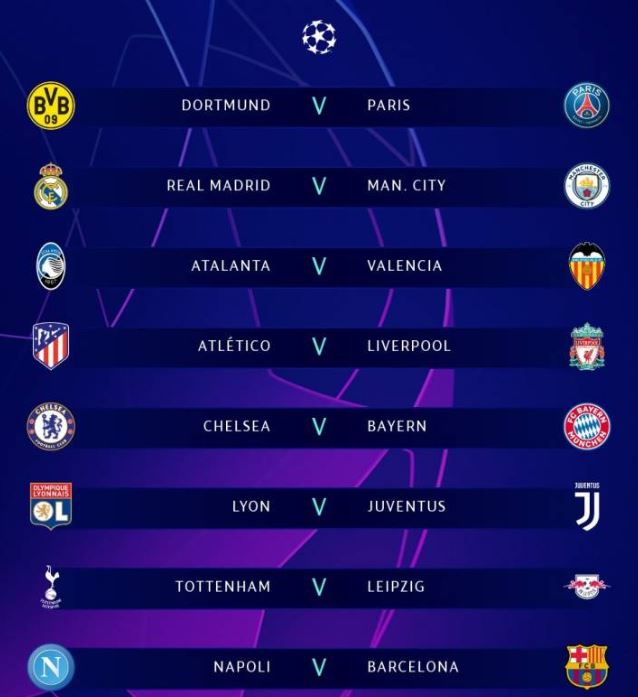 BVB
09
DORTMUND V PARIS
PARIS
REAL MADRID V MAN. CITY
MANCHESTER
CITY
ATALANTA V VALENCIA
1907
ATLÉTICO V LIVERPOOL
LIVERPOOL
CHELSEA
FOOTBALL CLUB
CHELSEA V BAYERN
FC BAYERN
MÜNCHEN
OLYMPIQUE
LYONNAIS
OL
LYON V JUVENTUS
JUVENTUS
TOTTENHAM V LEIPZIG
N
NAPOLI V BARCELONA
FCB